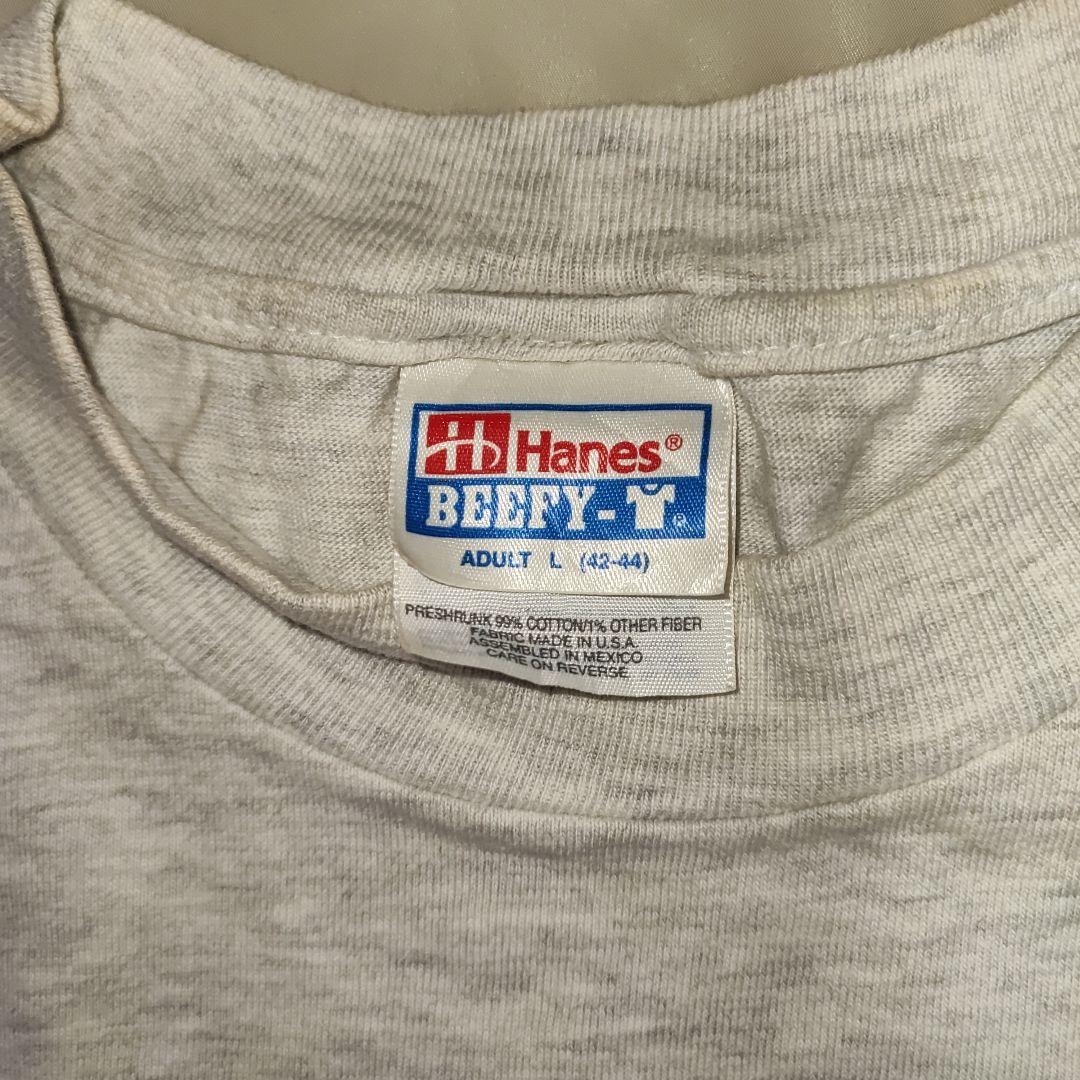 H Hanes®
BEEFY-T®
ADULT L (42-44)
PRESHRUNK 99% COTTON/1% OTHER FIBER
FABRIC MADE IN U.S.A.
ASSEMBLED IN MEXICO
CARE ON REVERSE